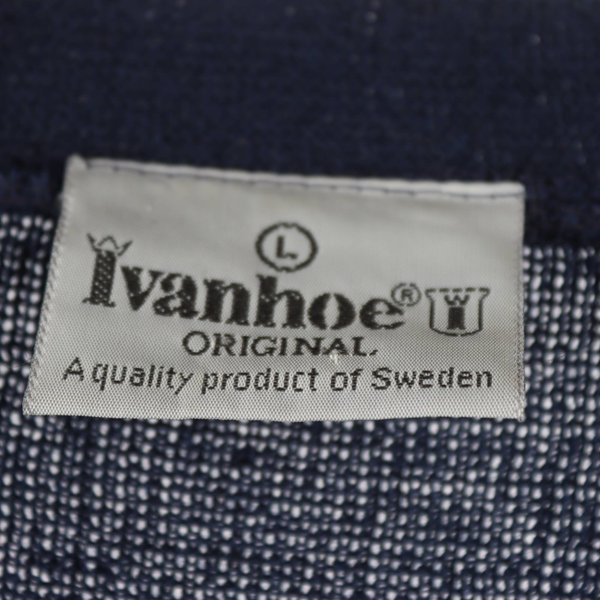 L
Ivanhoe®
ORIGINAL
A quality product of Sweden